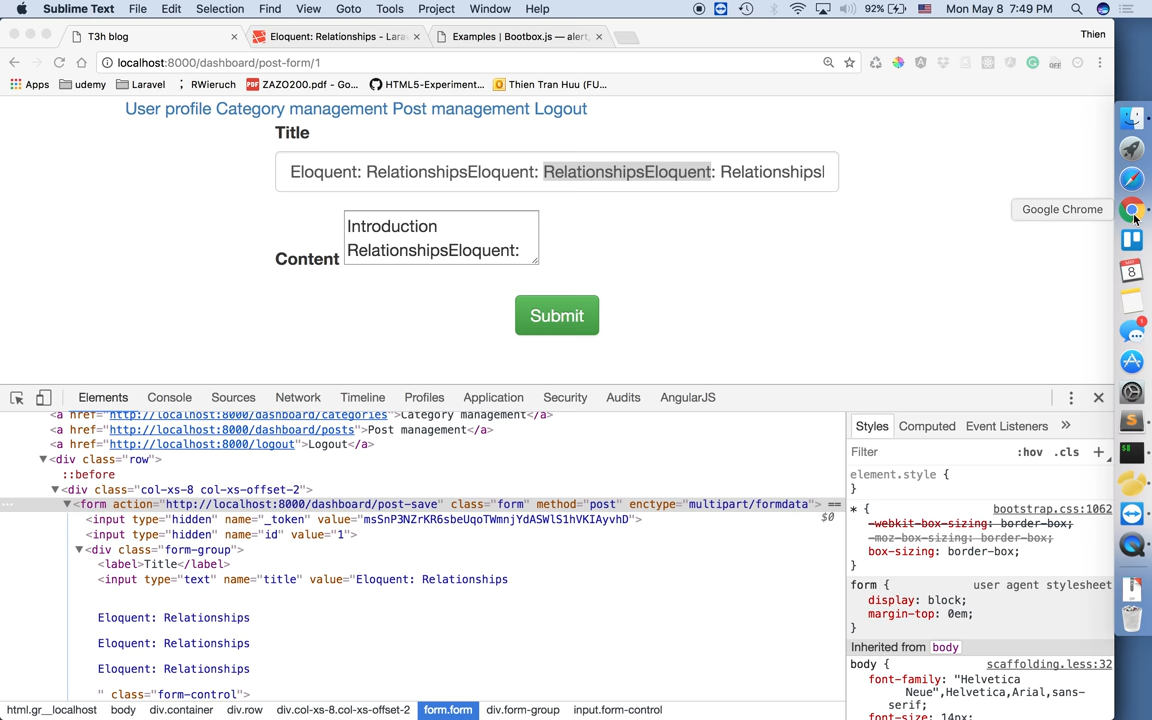 Sublime Text File Edit Selection Find View Goto Tools Project Window Help 92% Mon May 8 7:49 PM
T3h blog × Eloquent: Relationships - Lara × Examples | Bootbox.js — alert, × Thien
localhost:8000/dashboard/post-form/1
Apps udemy Laravel RWieruch PDF ZAZO200.pdf - Go... HTML5-Experiment... Thien Tran Huu (FU...
User profile Category management Post management Logout
Title
Eloquent: RelationshipsEloquent: RelationshipsEloquent: Relationshipsl
Google Chrome
Introduction
Content RelationshipsEloquent:
Submit
Elements Console Sources Network Timeline Profiles Application Security Audits AngularJS
<a href="http://localhost:8000/dashboard/categories">Category management</a>
<a href="http://localhost:8000/dashboard/posts">Post management</a>
<a href="http://localhost:8000/logout">Logout</a>
▼<div class="row">
::before
▼<div class="col-xs-8 col-xs-offset-2">
... ▼<form action="http://localhost:8000/dashboard/post-save" class="form" method="post" enctype="multipart/formdata"> == $0
<input type="hidden" name="_token" value="msSnP3NZrKR6sbeUqoTWmnjYdASWlS1hVKIAyvhD">
<input type="hidden" name="id" value="1">
▼<div class="form-group">
<label>Title</label>
<input type="text" name="title" value="Eloquent: Relationships
Eloquent: Relationships
Eloquent: Relationships
Eloquent: Relationships
" class="form-control">
html.gr__localhost body div.container div.row div.col-xs-8.col-xs-offset-2 form.form div.form-group input.form-control
Styles Computed Event Listeners »
Filter :hov .cls +
element.style {
}
* { bootstrap.css:1062
-webkit-box-sizing: border-box;
-moz-box-sizing: border-box;
box-sizing: border-box;
}
form { user agent stylesheet
display: block;
margin-top: 0em;
}
Inherited from body
body { scaffolding.less:32
font-family: "Helvetica
Neue",Helvetica,Arial,sans-
serif;
font-size: 14px;